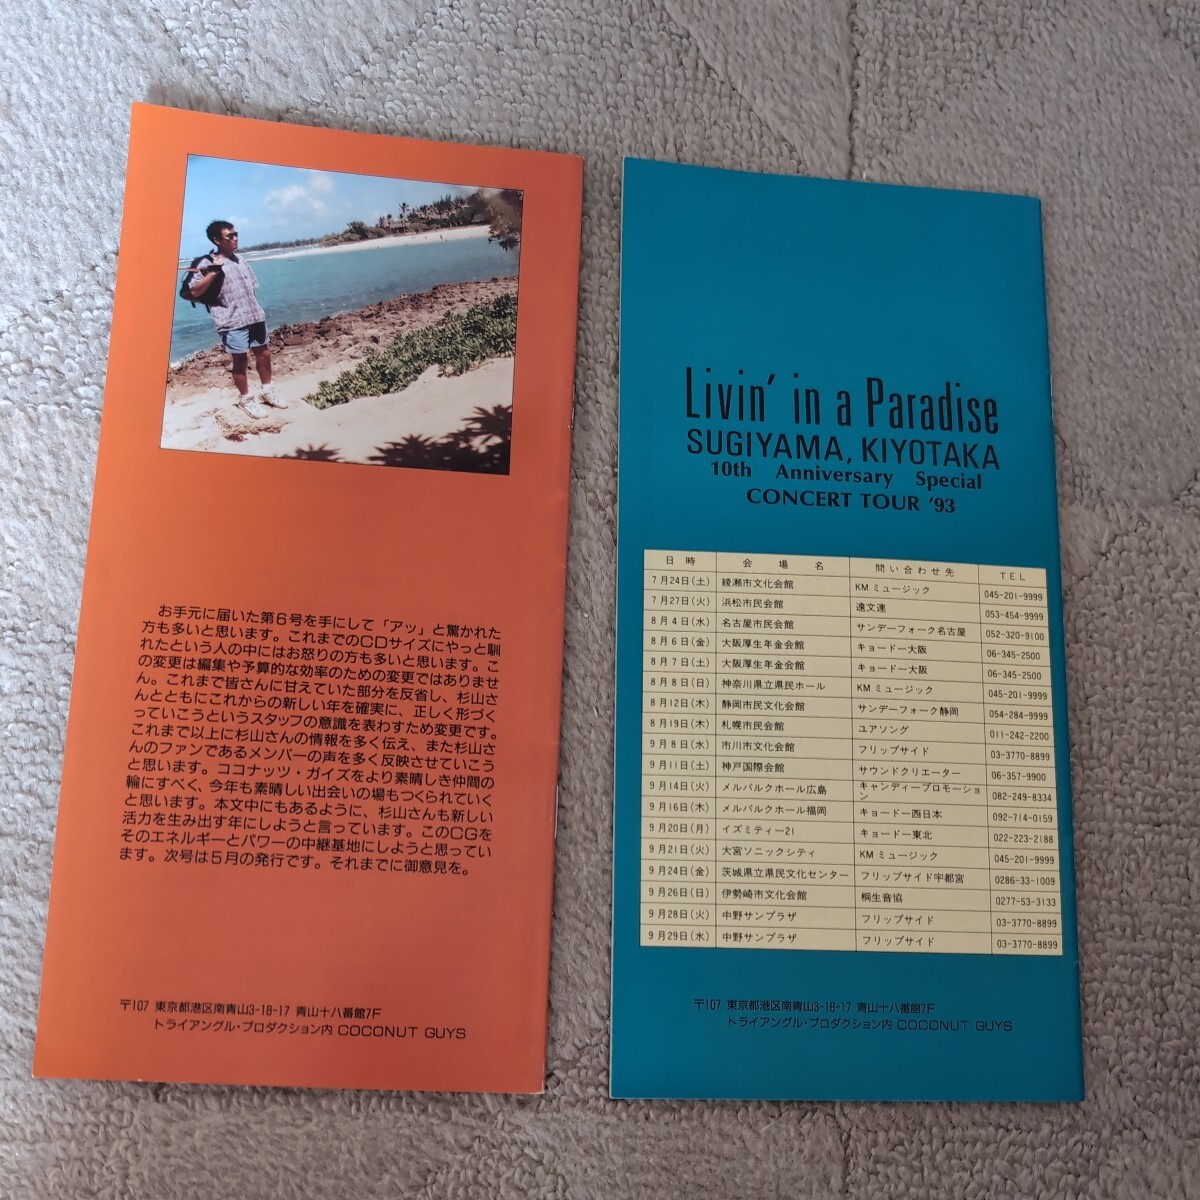 お手元に届いた第6号を手にして「アッ」と驚かれた
方も多いと思います。これまでのCDサイズにやっと馴
れたという人の中にはお怒りの方も多いと思います。こ
の変更は編集や予算的な効率のための変更ではありませ
ん。これまで皆さんに甘えていた部分を反省し、杉山さ
んとともにこれからの新しい年を確実に、正しく形づく
っていこうというスタッフの意識を表わすため変更です。
これまで以上に杉山さんの情報を多く伝え、また杉山さ
んのファンであるメンバーの声を多く反映させていこう
と思います。ココナッツ・ガイズをより素晴しき仲間の
輪にすべく、今年も素晴しい出会いの場もつくられていく
と思います。本文中にもあるように、杉山さんも新しい
活力を生み出す年にしようと言っています。このCGを
そのエネルギーとパワーの中継基地にしようと思ってい
ます。次号は5月の発行です。それまでに御意見を。
〒107 東京都港区南青山3-18-17 青山十八番館7F
トライアングル・プロダクション内 COCONUT GUYS
Livin' in a Paradise
SUGIYAMA, KIYOTAKA
10th Anniversary Special
CONCERT TOUR '93
日時 会場名 問い合わせ先 TEL
7月24日(土) 綾瀬市文化会館 KMミュージック 045-201-9999
7月27日(火) 浜松市民会館 遠文連 053-454-9999
8月4日(水) 名古屋市民会館 サンデーフォーク名古屋 052-320-9100
8月6日(金) 大阪厚生年金会館 キョードー大阪 06-345-2500
8月7日(土) 大阪厚生年金会館 キョードー大阪 06-345-2500
8月8日(日) 神奈川県立県民ホール KMミュージック 045-201-9999
8月12日(木) 静岡市民文化会館 サンデーフォーク静岡 054-284-9999
8月19日(木) 札幌市民会館 ユアソング 011-242-2200
9月8日(水) 市川市文化会館 フリップサイド 03-3770-8899
9月11日(土) 神戸国際会館 サウンドクリエーター 06-357-9900
9月14日(火) メルパルクホール広島 キャンディープロモーション 082-249-8334
9月16日(木) メルパルクホール福岡 キョードー西日本 092-714-0159
9月20日(月) イズミティー21 キョードー東北 022-223-2188
9月21日(火) 大宮ソニックシティ KMミュージック 045-201-9999
9月24日(金) 茨城県立県民文化センター フリップサイド宇都宮 0286-33-1009
9月26日(日) 伊勢崎市文化会館 桐生音協 0277-53-3133
9月28日(火) 中野サンプラザ フリップサイド 03-3770-8899
9月29日(水) 中野サンプラザ フリップサイド 03-3770-8899
〒107 東京都港区南青山3-18-17 青山十八番館7F
トライアングル・プロダクション内 COCONUT GUYS